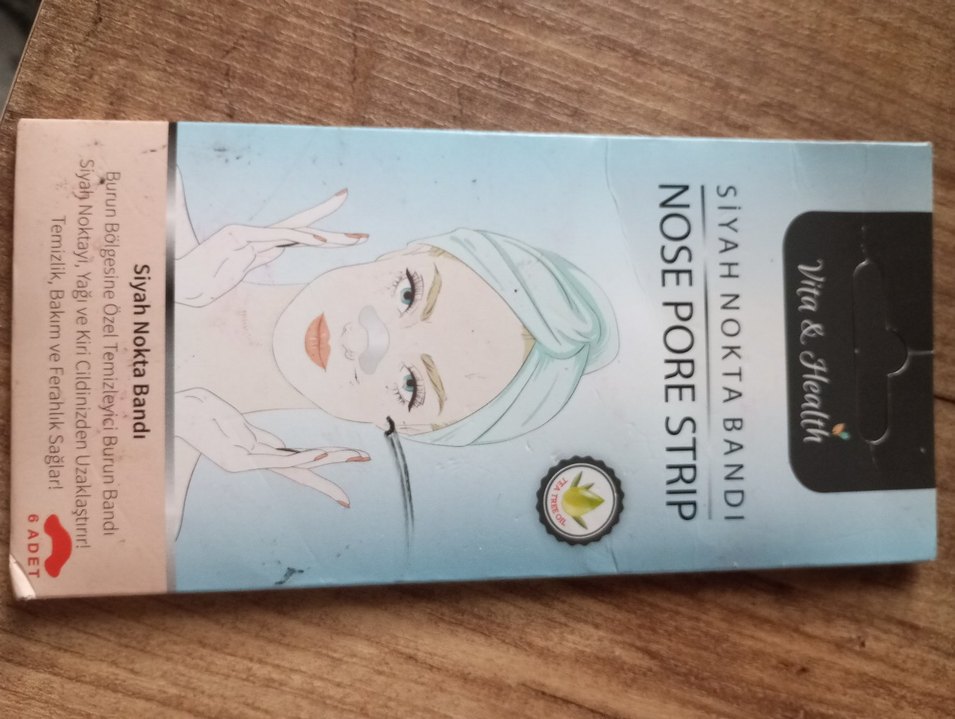 Vita & Health
SİYAH NOKTA BANDI
NOSE PORE STRIP
TEA TREE OIL
Siyah Nokta Bandı
Burun Bölgesine Özel Temizleyici Burun Bandı
Siyah Noktayı, Yağı ve Kiri Cildinizden Uzaklaştırır!
Temizlik, Bakım ve Ferahlık Sağlar!
6 ADET